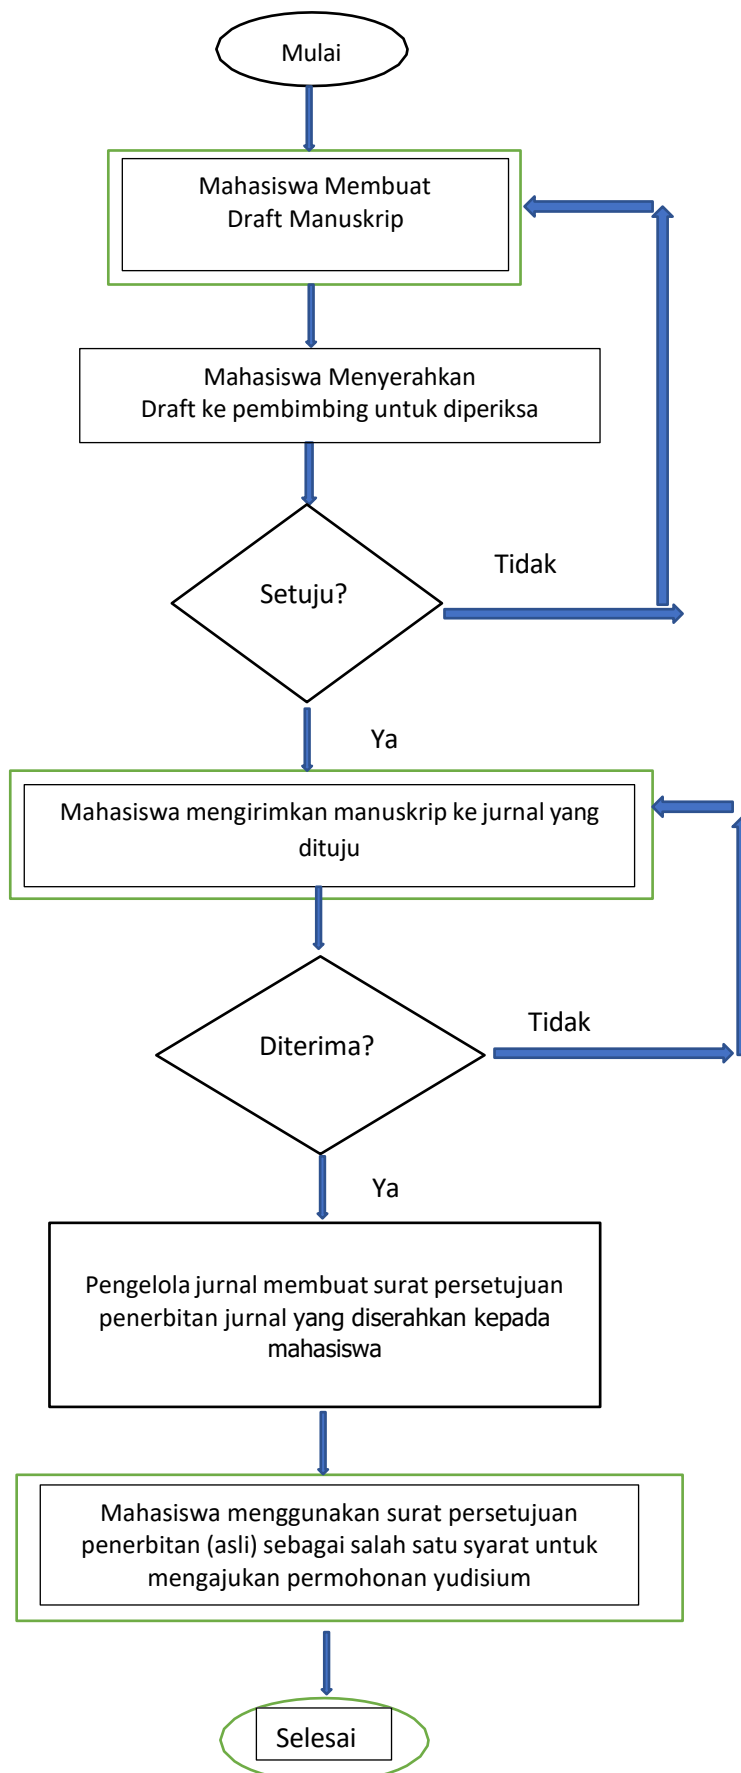 Mulai
Mahasiswa Membuat
Draft Manuskrip
Mahasiswa Menyerahkan
Draft ke pembimbing untuk diperiksa
Setuju?
Tidak
Ya
Mahasiswa mengirimkan manuskrip ke jurnal yang
dituju
Diterima?
Tidak
Ya
Pengelola jurnal membuat surat persetujuan
penerbitan jurnal yang diserahkan kepada
mahasiswa
Mahasiswa menggunakan surat persetujuan
penerbitan (asli) sebagai salah satu syarat untuk
mengajukan permohonan yudisium
Selesai